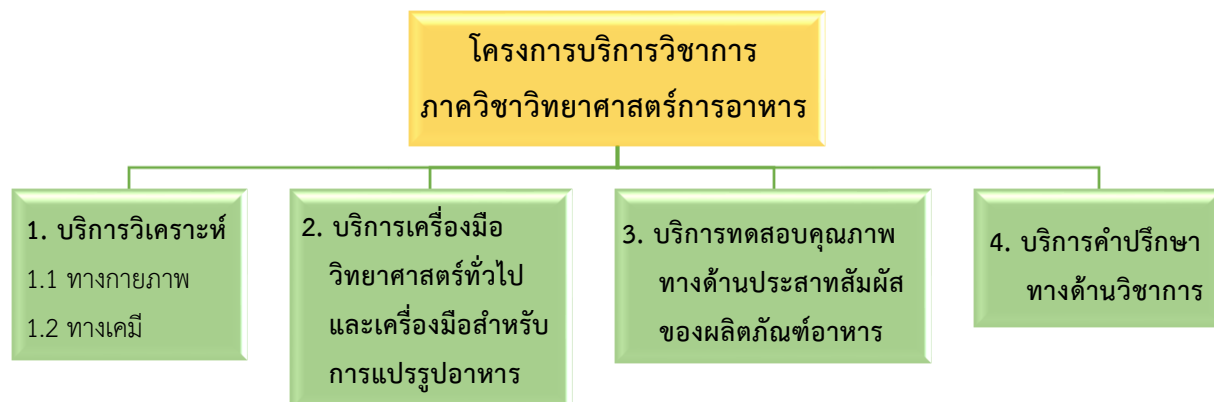 โครงการบริการวิชาการ
ภาควิชาวิทยาศาสตร์การอาหาร
1. บริการวิเคราะห์
1.1 ทางกายภาพ
1.2 ทางเคมี
2. บริการเครื่องมือ
วิทยาศาสตร์ทั่วไป
และเครื่องมือสำหรับ
การแปรรูปอาหาร
3. บริการทดสอบคุณภาพ
ทางด้านประสาทสัมผัส
ของผลิตภัณฑ์อาหาร
4. บริการคำปรึกษา
ทางด้านวิชาการ